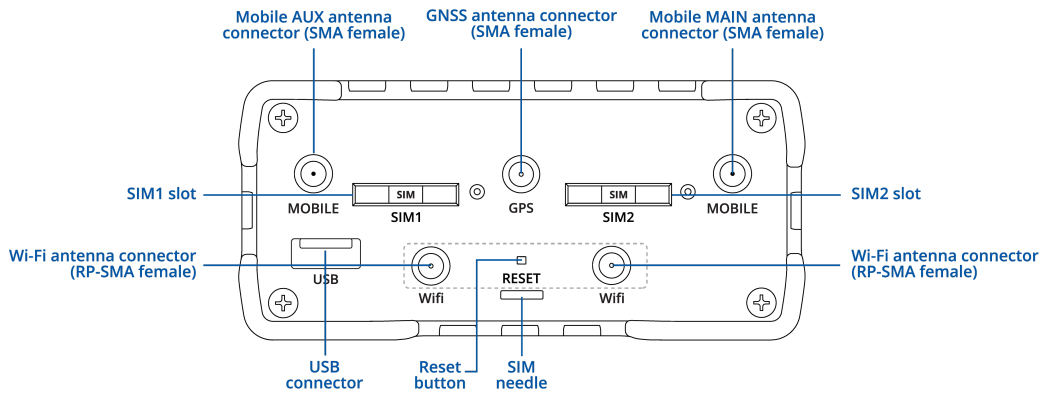 Mobile AUX antenna
connector (SMA female)
GNSS antenna connector
(SMA female)
Mobile MAIN antenna
connector (SMA female)
SIM1 slot
SIM
SIM
SIM2 slot
MOBILE
SIM1
GPS
SIM2
MOBILE
Wi-Fi antenna connector
(RP-SMA female)
Wi-Fi antenna connector
(RP-SMA female)
USB
RESET
Wifi
Wifi
USB
connector
Reset
button
SIM
needle